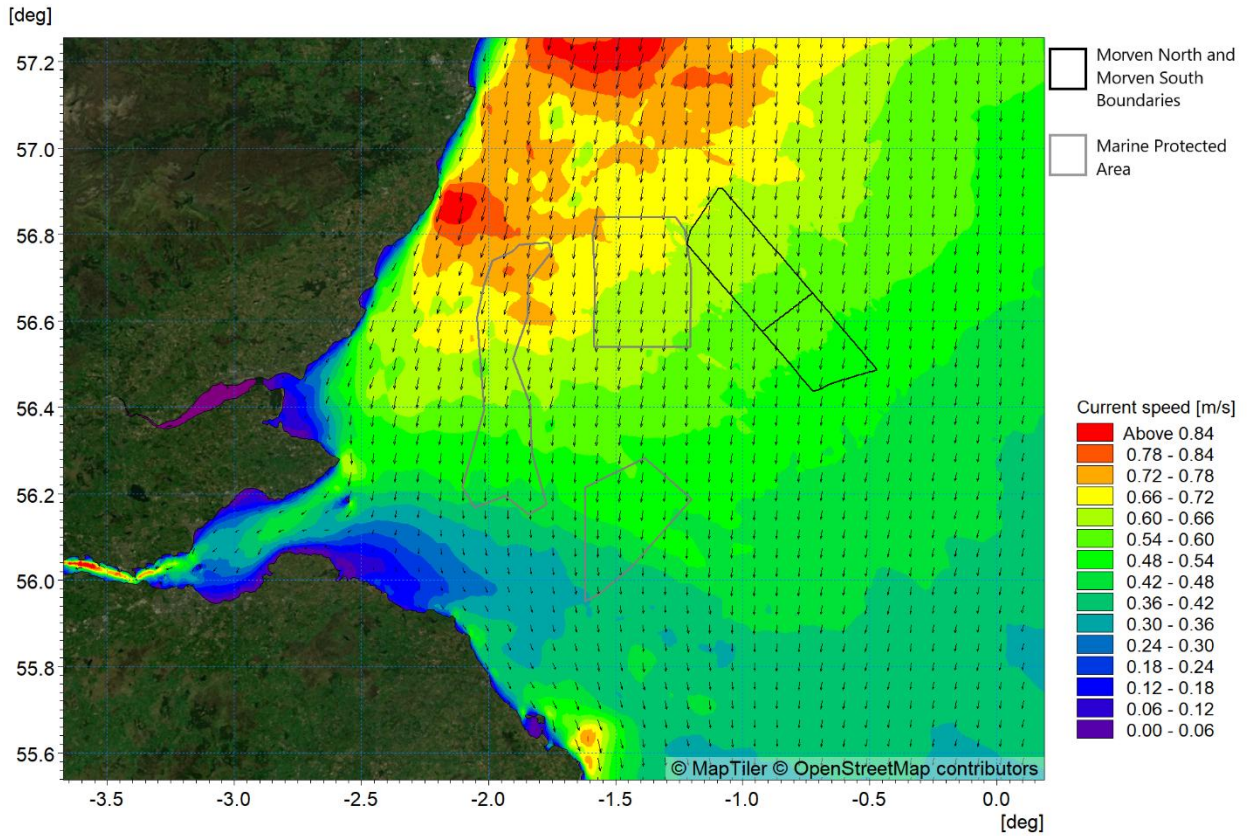 [deg]
57.2
57.0
56.8
56.6
56.4
56.2
56.0
55.8
55.6
-3.5
-3.0
-2.5
-2.0
-1.5
-1.0
-0.5
0.0
[deg]
© MapTiler © OpenStreetMap contributors
Morven North and
Morven South
Boundaries
Marine Protected
Area
Current speed [m/s]
Above 0.84
0.78 - 0.84
0.72 - 0.78
0.66 - 0.72
0.60 - 0.66
0.54 - 0.60
0.48 - 0.54
0.42 - 0.48
0.36 - 0.42
0.30 - 0.36
0.24 - 0.30
0.18 - 0.24
0.12 - 0.18
0.06 - 0.12
0.00 - 0.06